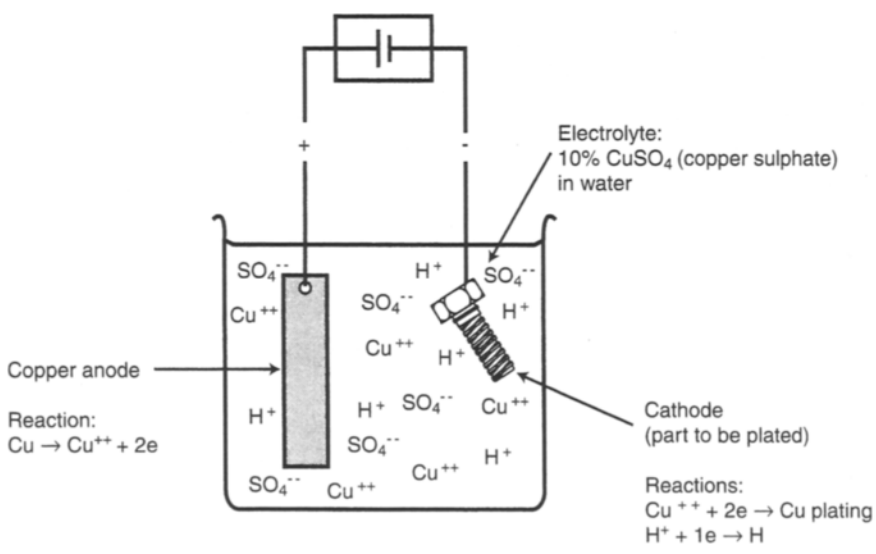 +
-
Electrolyte:
10% CuSO₄ (copper sulphate)
in water
SO₄⁻⁻
H⁺
SO₄⁻⁻
Cu⁺⁺
SO₄⁻⁻
H⁺
Cu⁺⁺
H⁺
Copper anode
Reaction:
Cu → Cu⁺⁺ + 2e
H⁺
H⁺
SO₄⁻⁻
Cu⁺⁺
SO₄⁻⁻
Cu⁺⁺
H⁺
SO₄⁻⁻
Cu⁺⁺
Cathode
(part to be plated)
Reactions:
Cu ⁺⁺ + 2e → Cu plating
H⁺ + 1e → H